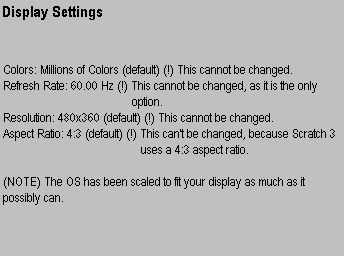 Display Settings
Colors: Millions of Colors (default) (!) This cannot be changed.
Refresh Rate: 60.00 Hz (!) This cannot be changed, as it is the only
option.
Resolution: 480x360 (default) (!) This cannot be changed.
Aspect Ratio: 4:3 (default) (!) This can't be changed, because Scratch 3
uses a 4:3 aspect ratio.
(NOTE) The OS has been scaled to fit your display as much as it
possibly can.